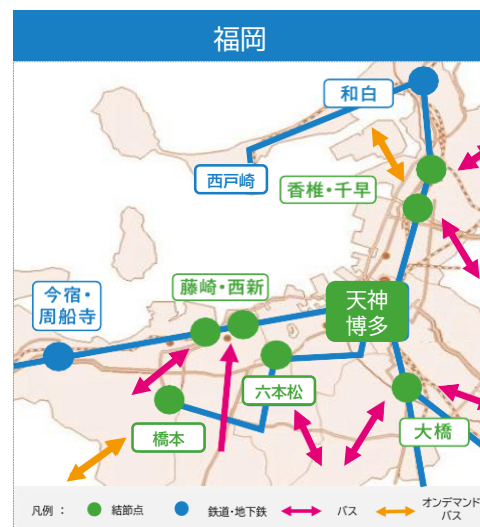 福岡
和白
西戸崎
香椎・千早
今宿・
周船寺
藤崎・西新
天神
博多
六本松
橋本
大橋
凡例 :
結節点
鉄道・地下鉄
バス
オンデマンド
バス